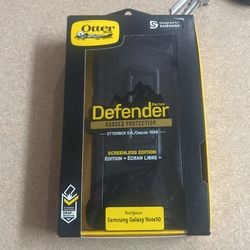 Otter
Designed for
SAMSUNG
Defender
Series
RUGGED PROTECTION
OTTERBOX Est./Depuis 1998
SCREENLESS EDITION
ÉDITION « ÉCRAN LIBRE »
for/pour
Samsung Galaxy Note10